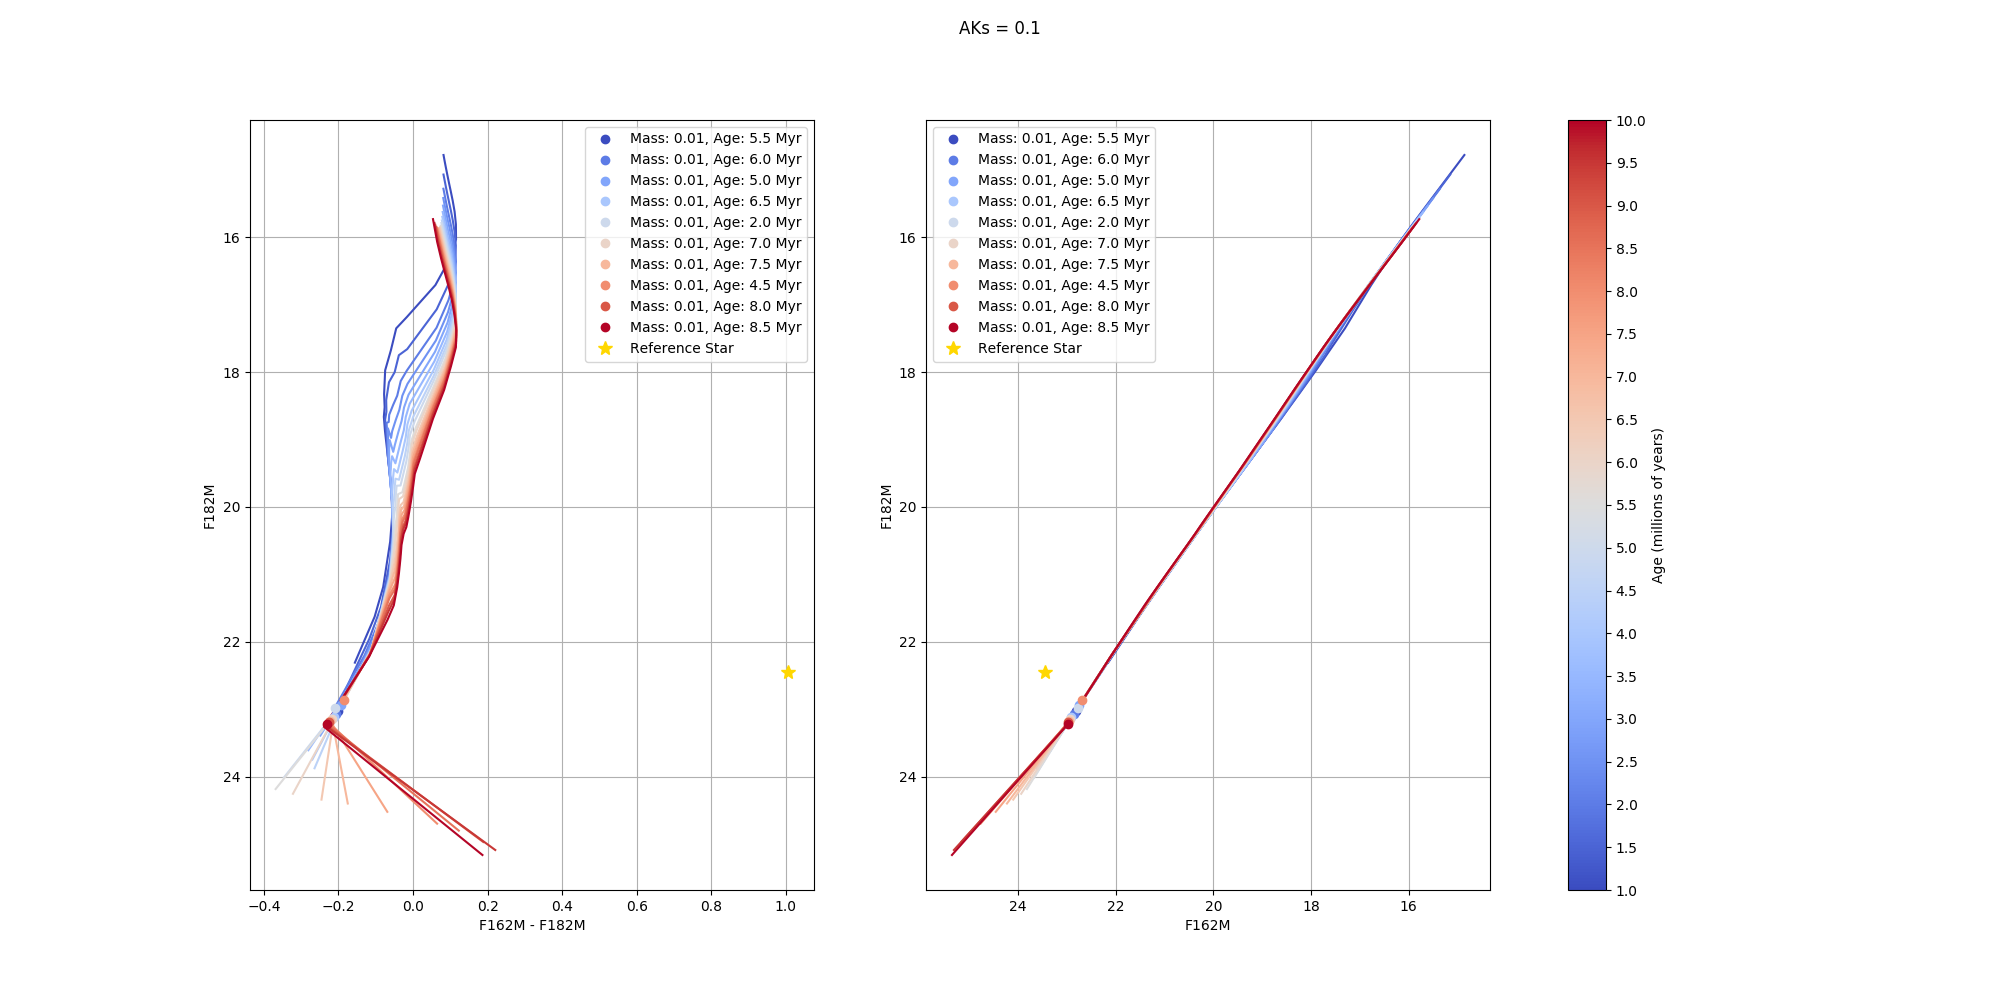 AKs = 0.1
Mass: 0.01, Age: 5.5 Myr
Mass: 0.01, Age: 6.0 Myr
Mass: 0.01, Age: 5.0 Myr
Mass: 0.01, Age: 6.5 Myr
Mass: 0.01, Age: 2.0 Myr
Mass: 0.01, Age: 7.0 Myr
Mass: 0.01, Age: 7.5 Myr
Mass: 0.01, Age: 4.5 Myr
Mass: 0.01, Age: 8.0 Myr
Mass: 0.01, Age: 8.5 Myr
Reference Star
16
18
20
22
24
F182M
−0.4 −0.2 0.0 0.2 0.4 0.6 0.8 1.0
F162M - F182M
Mass: 0.01, Age: 5.5 Myr
Mass: 0.01, Age: 6.0 Myr
Mass: 0.01, Age: 5.0 Myr
Mass: 0.01, Age: 6.5 Myr
Mass: 0.01, Age: 2.0 Myr
Mass: 0.01, Age: 7.0 Myr
Mass: 0.01, Age: 7.5 Myr
Mass: 0.01, Age: 4.5 Myr
Mass: 0.01, Age: 8.0 Myr
Mass: 0.01, Age: 8.5 Myr
Reference Star
16
18
20
22
24
F182M
24 22 20 18 16
F162M
10.0
9.5
9.0
8.5
8.0
7.5
7.0
6.5
6.0
5.5
5.0
4.5
4.0
3.5
3.0
2.5
2.0
1.5
1.0
Age (millions of years)